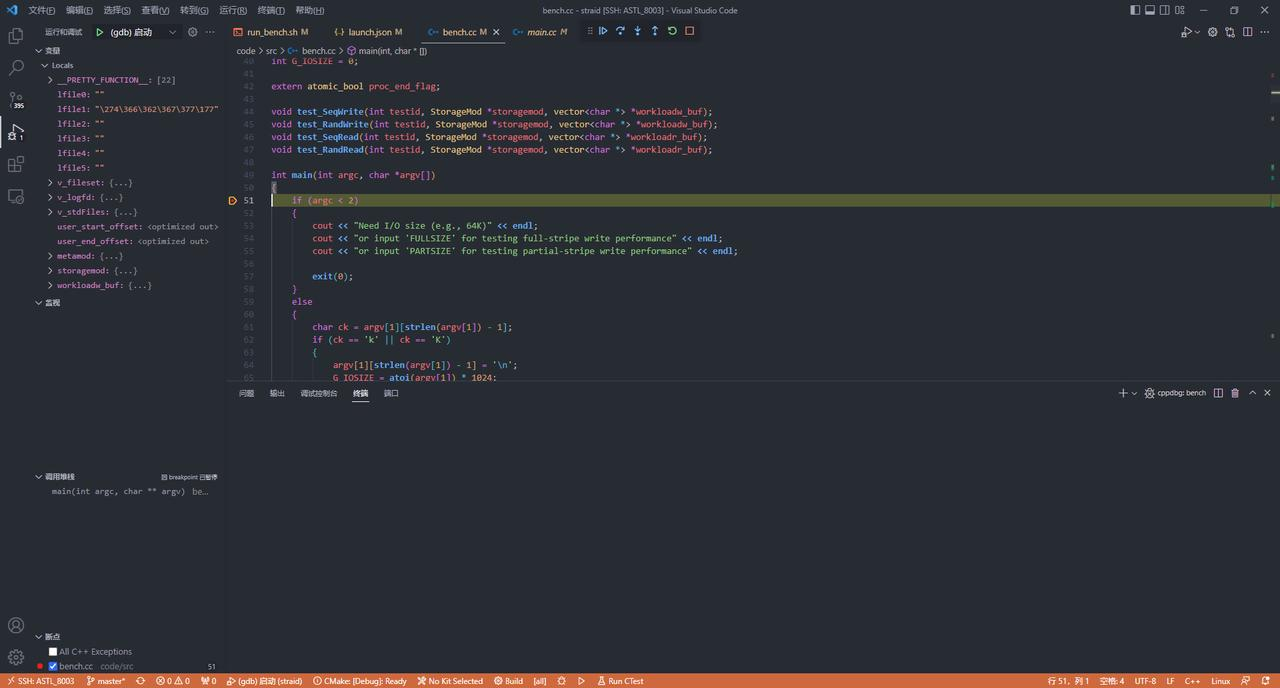 文件(F) 编辑(E) 选择(S) 查看(V) 转到(G) 运行(R) 终端(T) 帮助(H)
bench.cc - straid [SSH: ASTL_8003] - Visual Studio Code
运行和调试 (gdb) 启动
run_bench.sh M launch.json M bench.cc M main.cc M
code > src > bench.cc > main(int, char * [])
变量
Locals
__PRETTY_FUNCTION__: [22]
lfile0: ""
lfile1: "\274\366\362\367\377\177"
lfile2: ""
lfile3: ""
lfile4: ""
lfile5: ""
v_fileset: {...}
v_logfd: {...}
v_stdFiles: {...}
user_start_offset: <optimized out>
user_end_offset: <optimized out>
metamod: {...}
storagemod: {...}
workloadw_buf: {...}
监视
调用堆栈
因 breakpoint 已暂停
main(int argc, char ** argv) be...
断点
All C++ Exceptions
bench.cc code/src 51
395
1
40 int G_IOSIZE = 0;
41
42 extern atomic_bool proc_end_flag;
43
44 void test_SeqWrite(int testid, StorageMod *storagemod, vector<char *> *workloadw_buf);
45 void test_RandWrite(int testid, StorageMod *storagemod, vector<char *> *workloadw_buf);
46 void test_SeqRead(int testid, StorageMod *storagemod, vector<char *> *workloadr_buf);
47 void test_RandRead(int testid, StorageMod *storagemod, vector<char *> *workloadr_buf);
48
49 int main(int argc, char *argv[])
50 {
51 if (argc < 2)
52 {
53 cout << "Need I/O size (e.g., 64K)" << endl;
54 cout << "or input 'FULLSIZE' for testing full-stripe write performance" << endl;
55 cout << "or input 'PARTSIZE' for testing partial-stripe write performance" << endl;
56
57 exit(0);
58 }
59 else
60 {
61 char ck = argv[1][strlen(argv[1]) - 1];
62 if (ck == 'k' || ck == 'K')
63 {
64 argv[1][strlen(argv[1]) - 1] = '\n';
65 G_IOSIZE = atoi(argv[1]) * 1024;
问题 输出 调试控制台 终端 端口
cppdbg: bench
SSH: ASTL_8003 master* 0 0 0 (gdb) 启动 (straid) CMake: [Debug]: Ready No Kit Selected Build [all] Run CTest
行 51, 列 1 空格: 4 UTF-8 LF C++ Linux